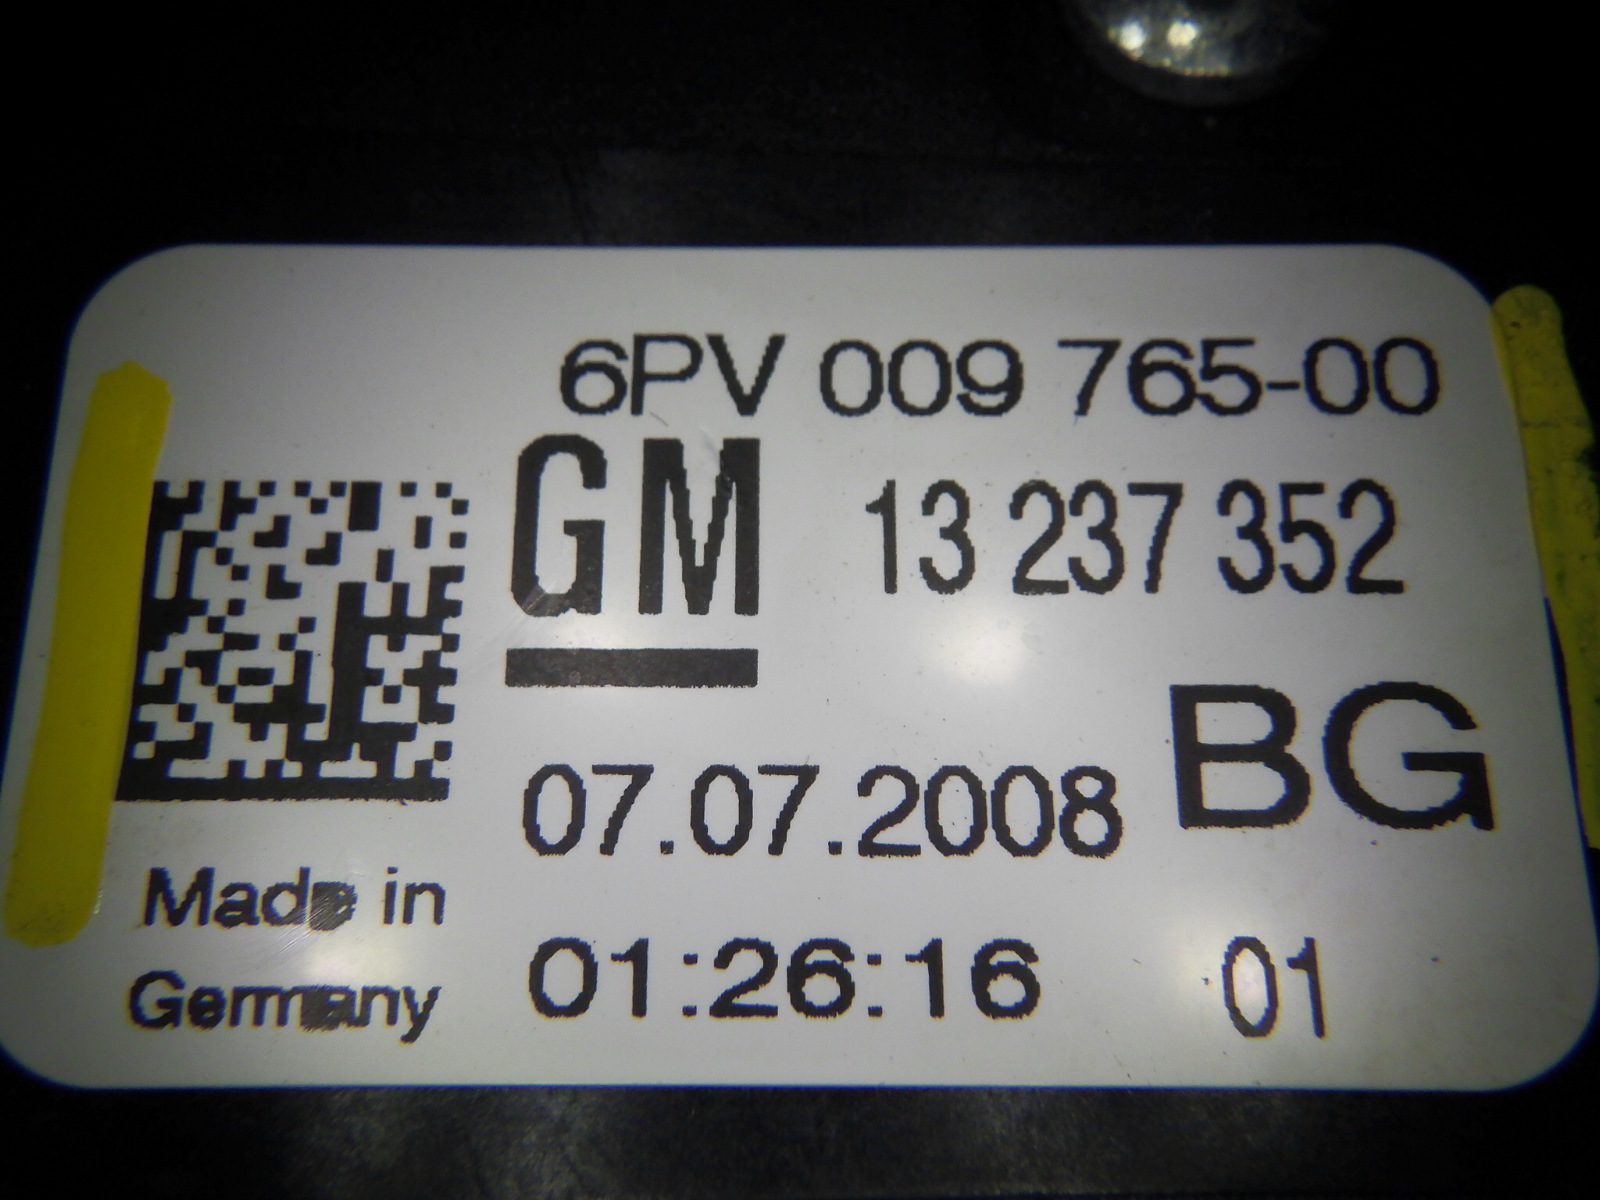 6PV 009 765-00
GM 13 237 352
BG
07.07.2008
Made in
Germany
01:26:16 01